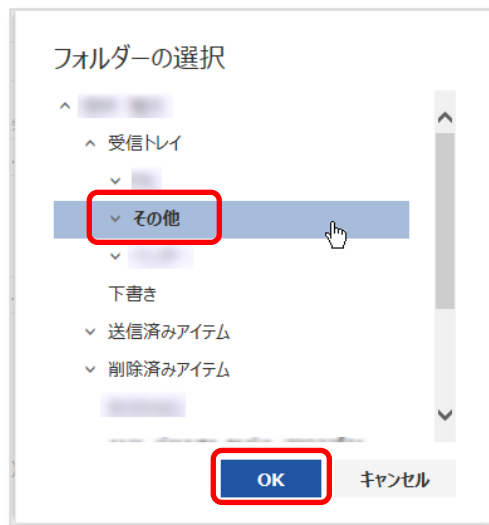 フォルダーの選択
受信トレイ
その他
下書き
送信済みアイテム
削除済みアイテム
OK キャンセル